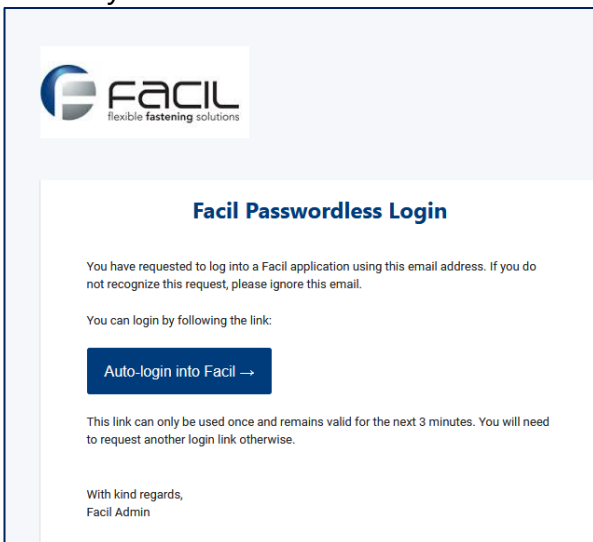 FACIL
flexible fastening solutions
Facil Passwordless Login
You have requested to log into a Facil application using this email address. If you do
not recognize this request, please ignore this email.
You can login by following the link:
Auto-login into Facil →
This link can only be used once and remains valid for the next 3 minutes. You will need
to request another login link otherwise.
With kind regards,
Facil Admin